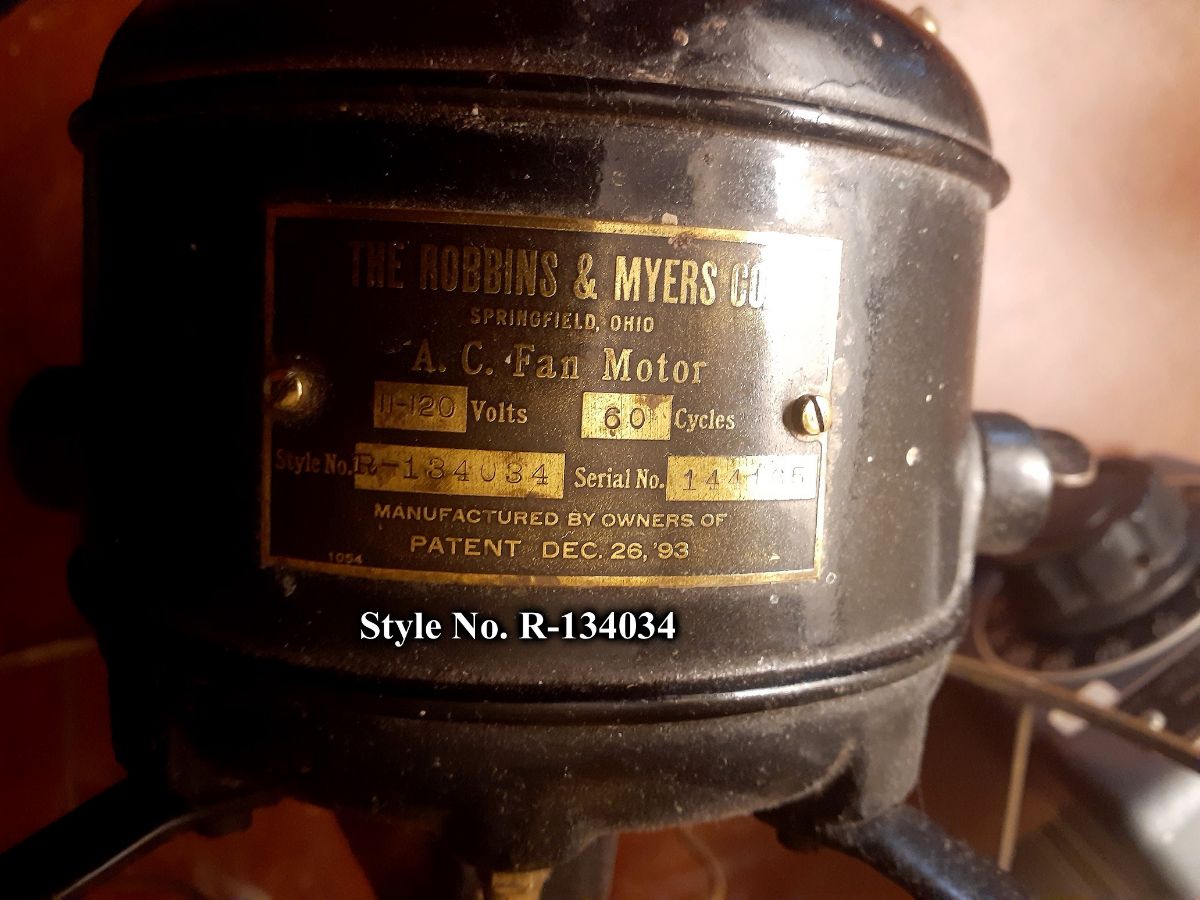 THE ROBBINS & MYERS CO
SPRINGFIELD, OHIO
A. C. Fan Motor
11-120 Volts 60 Cycles
Style No. R-134034 Serial No.
MANUFACTURED BY OWNERS OF
PATENT DEC. 26, '93
1054
Style No. R-134034